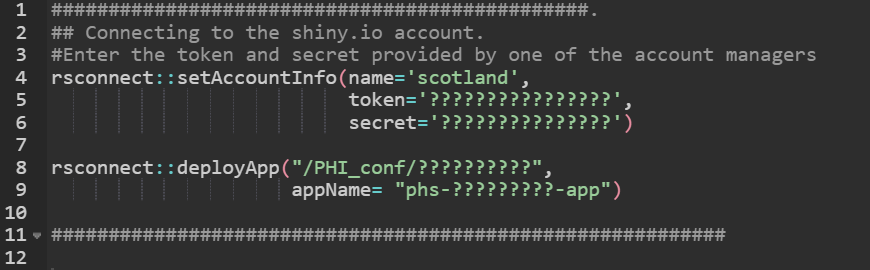 1 ###############################################.
2 ## Connecting to the shiny.io account.
3 #Enter the token and secret provided by one of the account managers
4 rsconnect::setAccountInfo(name='scotland',
5 token='????????????????',
6 secret='???????????????')
7
8 rsconnect::deployApp("/PHI_conf/??????????",
9 appName= "phs-?????????-app")
10
11 ###########################################################
12